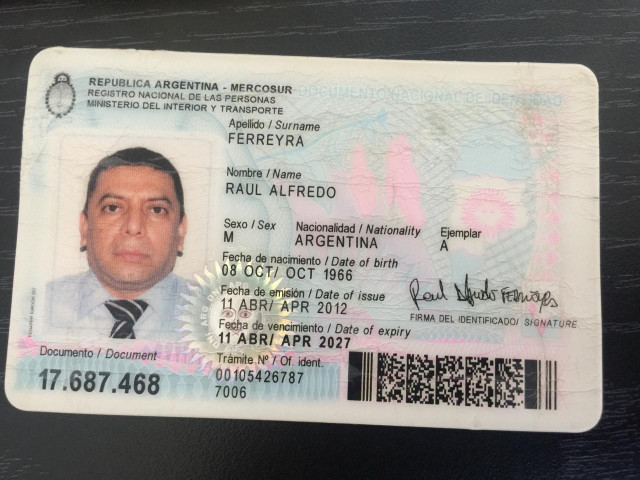 REPUBLICA ARGENTINA - MERCOSUR
REGISTRO NACIONAL DE LAS PERSONAS
MINISTERIO DEL INTERIOR Y TRANSPORTE
DOCUMENTO NACIONAL DE IDENTIDAD
Apellido / Surname
FERREYRA
Nombre / Name
RAUL ALFREDO
Sexo / Sex Nacionalidad / Nationality Ejemplar
M ARGENTINA A
Fecha de nacimiento / Date of birth
08 OCT/ OCT 1966
Fecha de emisión / Date of issue
11 ABR/ APR 2012
FIRMA DEL IDENTIFICADO/ SIGNATURE
Fecha de vencimiento / Date of expiry
11 ABR/ APR 2027
Documento / Document
17.687.468
Trámite Nº / Of. ident.
00105426787
7006